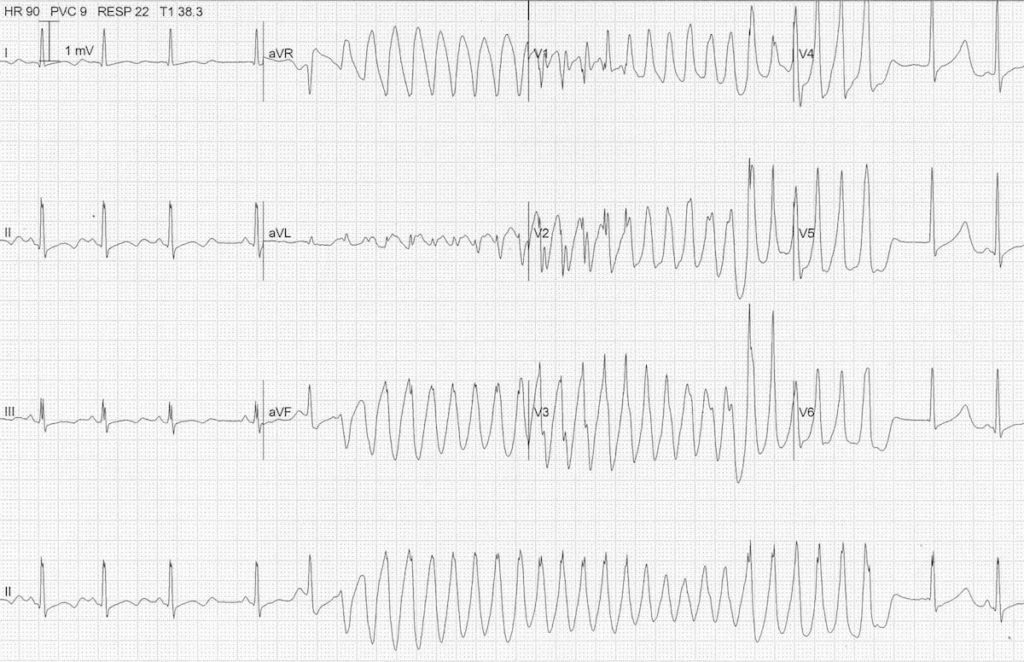 HR 90 PVC 9 RESP 22 T1 38.3
I 1 mV aVR V1 V4
II aVL V2 V5
III aVF V3 V6
II